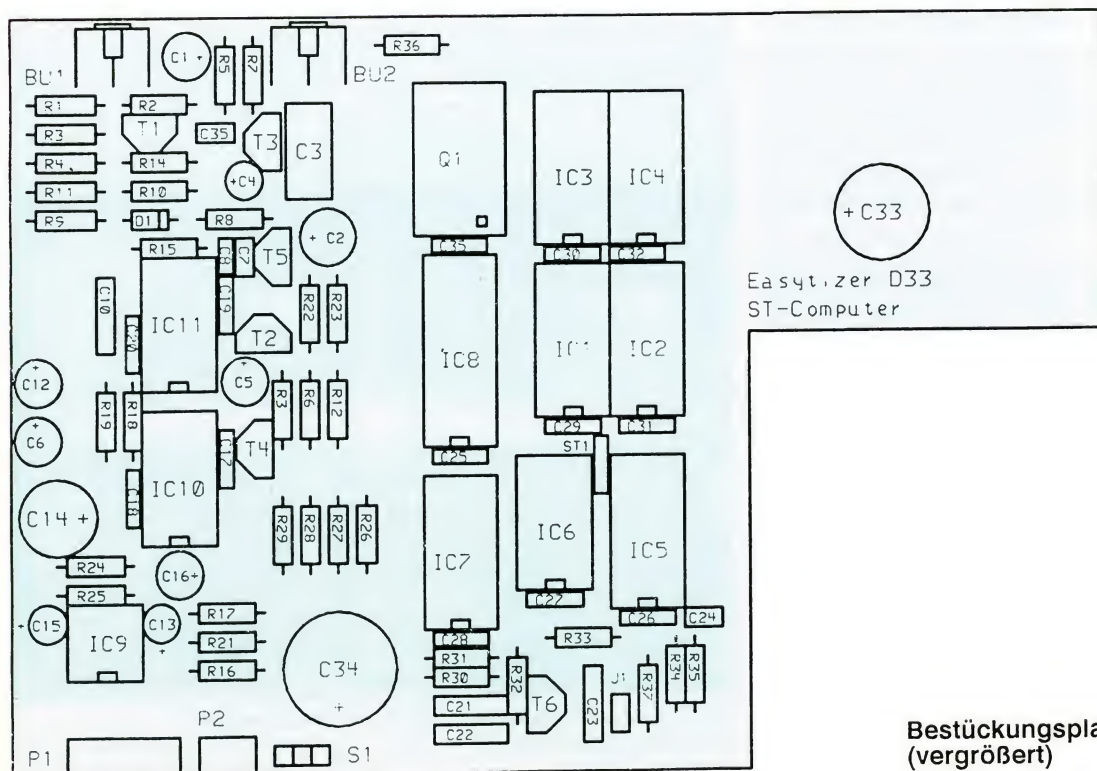 R36
C1 +
R5
R7
BU1
BU2
R1
R2
R3
T1
C35
T3
C3
Q1
IC3
IC4
R4
R14
+C4
R11
R10
R9
D1
R8
+ C2
+ C33
R15
C8
C7
T5
C35
C30
C32
Easytizer D33
ST-Computer
C10
C20
IC11
C19
R22
R23
T2
IC8
IC1
IC2
+
C12
+
C5
R19
R18
R3
R6
R12
+
C6
C29
C31
ST1
C17
T4
C25
IC10
C18
C14 +
R29
R28
R27
R26
IC7
IC6
IC5
R24
C16+
R25
C27
+ C15
IC9
C13
+
R17
C26
C24
R21
C28
R33
R16
C34
+
R31
R30
R32
T6
C23
J1
R37
R34
R35
C21
C22
P1
P2
S1
Bestückungspla
(vergrößert)